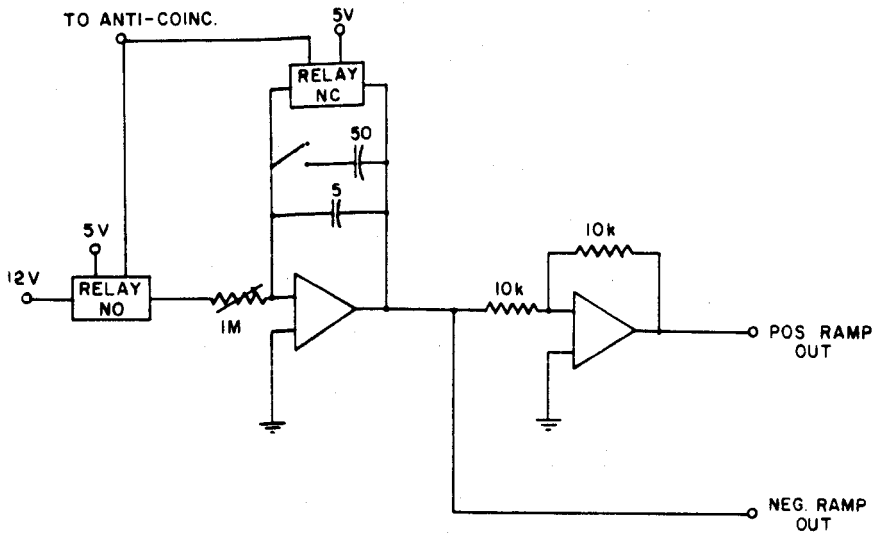 TO ANTI-COINC.
5V
RELAY
NC
50
5
5V
12V
RELAY
NO
1M
10k
10k
POS. RAMP
OUT
NEG. RAMP
OUT